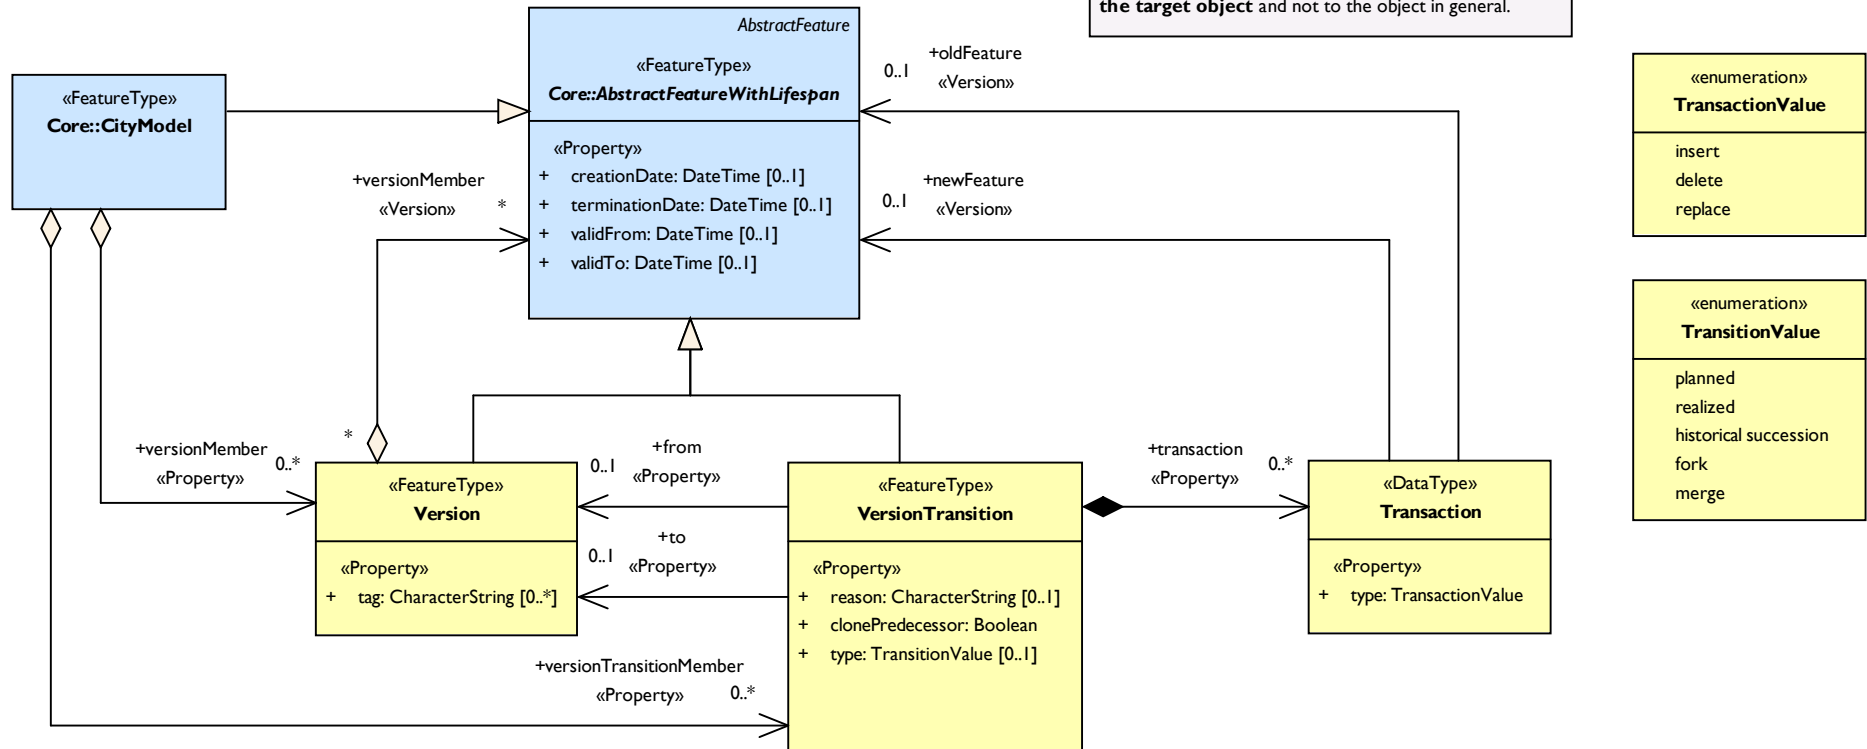 the target object and not to the object in general.
AbstractFeature
«FeatureType»
Core::AbstractFeatureWithLifespan
«Property»
+ creationDate: DateTime [0..1]
+ terminationDate: DateTime [0..1]
+ validFrom: DateTime [0..1]
+ validTo: DateTime [0..1]
«FeatureType»
Core::CityModel
+oldFeature
0..1
«Version»
+newFeature
0..1
«Version»
+versionMember
«Version»
*
*
«enumeration»
TransactionValue
insert
delete
replace
«enumeration»
TransitionValue
planned
realized
historical succession
fork
merge
+versionMember
«Property»
0..*
«FeatureType»
Version
«Property»
+ tag: CharacterString [0..*]
+from
0..1
«Property»
+to
0..1
«Property»
«FeatureType»
VersionTransition
«Property»
+ reason: CharacterString [0..1]
+ clonePredecessor: Boolean
+ type: TransitionValue [0..1]
+transaction
«Property»
0..*
«DataType»
Transaction
«Property»
+ type: TransactionValue
+versionTransitionMember
«Property»
0..*